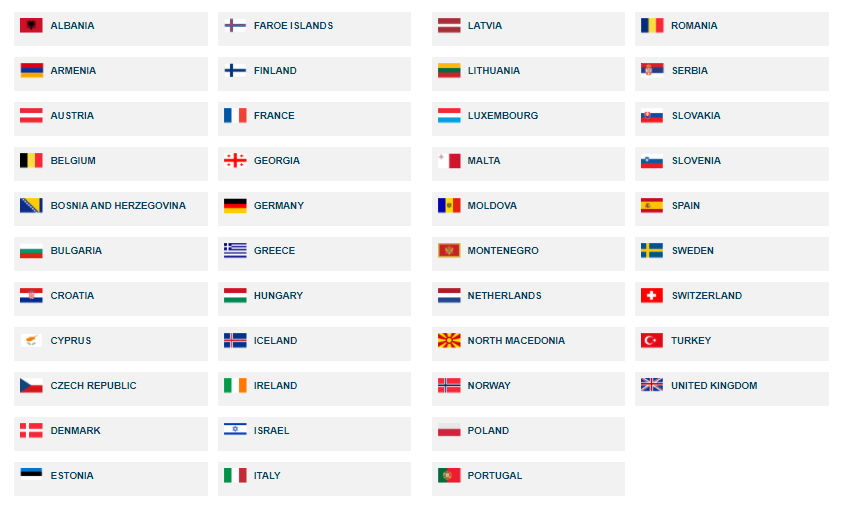 ALBANIA
ARMENIA
AUSTRIA
BELGIUM
BOSNIA AND HERZEGOVINA
BULGARIA
CROATIA
CYPRUS
CZECH REPUBLIC
DENMARK
ESTONIA
FAROE ISLANDS
FINLAND
FRANCE
GEORGIA
GERMANY
GREECE
HUNGARY
ICELAND
IRELAND
ISRAEL
ITALY
LATVIA
LITHUANIA
LUXEMBOURG
MALTA
MOLDOVA
MONTENEGRO
NETHERLANDS
NORTH MACEDONIA
NORWAY
POLAND
PORTUGAL
ROMANIA
SERBIA
SLOVAKIA
SLOVENIA
SPAIN
SWEDEN
SWITZERLAND
TURKEY
UNITED KINGDOM